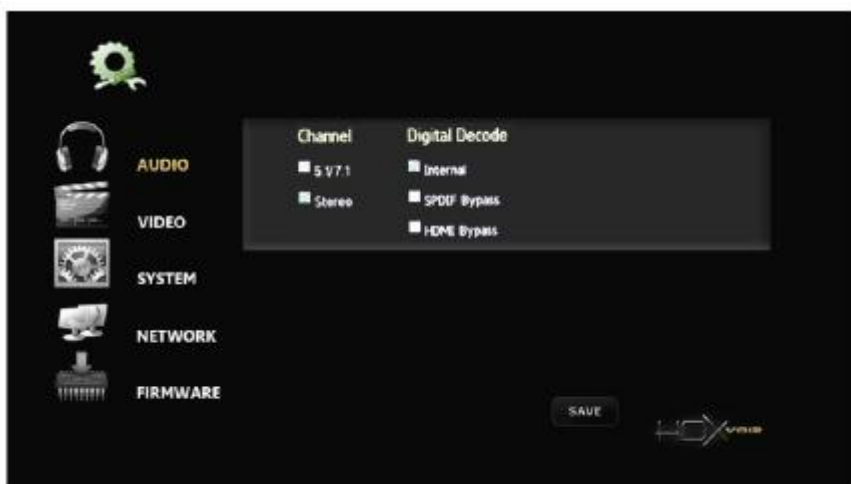 AUDIO
VIDEO
SYSTEM
NETWORK
FIRMWARE
Channel
5.1/7.1
Stereo
Digital Decode
Internal
SPDIF Bypass
HDMI Bypass
SAVE
HDX